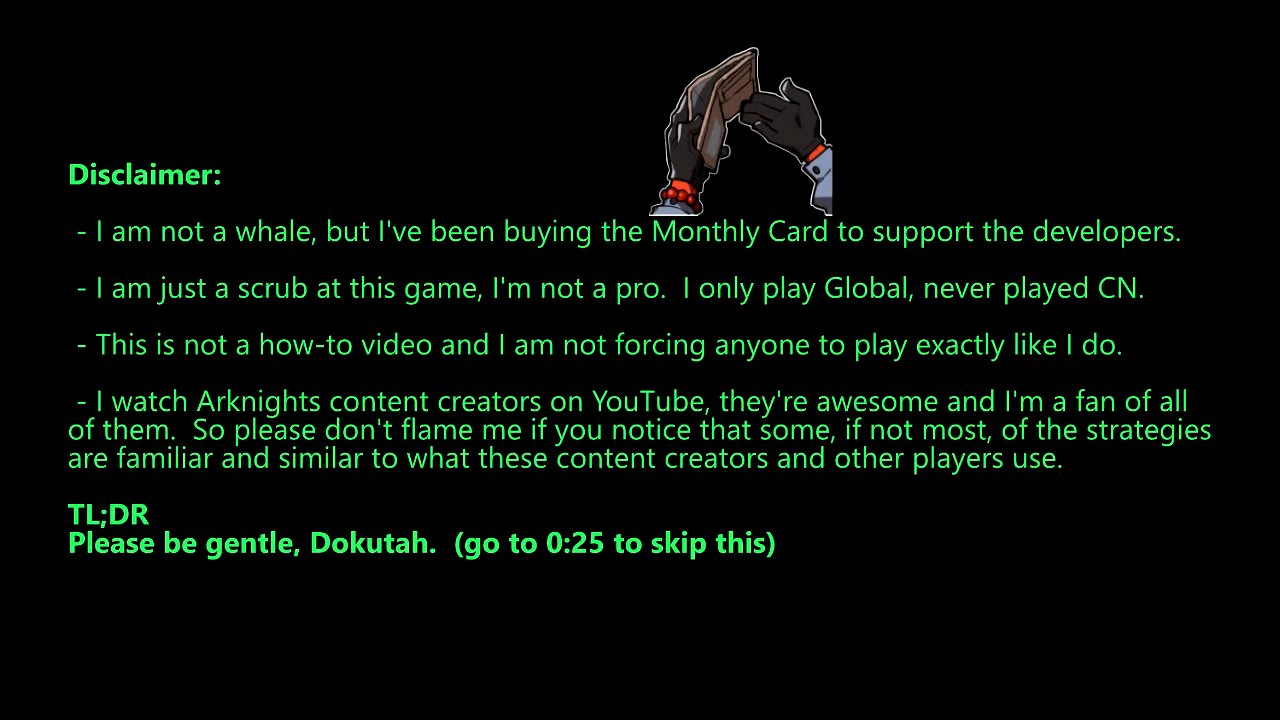 Disclaimer:
- I am not a whale, but I've been buying the Monthly Card to support the developers.
- I am just a scrub at this game, I'm not a pro.  I only play Global, never played CN.
- This is not a how-to video and I am not forcing anyone to play exactly like I do.
- I watch Arknights content creators on YouTube, they're awesome and I'm a fan of all
of them.  So please don't flame me if you notice that some, if not most, of the strategies
are familiar and similar to what these content creators and other players use.
TL;DR
Please be gentle, Dokutah.  (go to 0:25 to skip this)